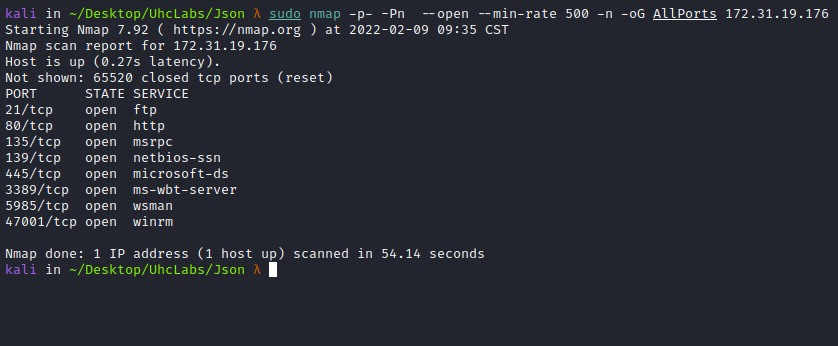 kali in ~/Desktop/UhcLabs/Json λ sudo nmap -p- -Pn  --open --min-rate 500 -n -oG AllPorts 172.31.19.176
Starting Nmap 7.92 ( https://nmap.org ) at 2022-02-09 09:35 CST
Nmap scan report for 172.31.19.176
Host is up (0.27s latency).
Not shown: 65520 closed tcp ports (reset)
PORT      STATE SERVICE
21/tcp    open  ftp
80/tcp    open  http
135/tcp   open  msrpc
139/tcp   open  netbios-ssn
445/tcp   open  microsoft-ds
3389/tcp  open  ms-wbt-server
5985/tcp  open  wsman
47001/tcp open  winrm

Nmap done: 1 IP address (1 host up) scanned in 54.14 seconds
kali in ~/Desktop/UhcLabs/Json λ